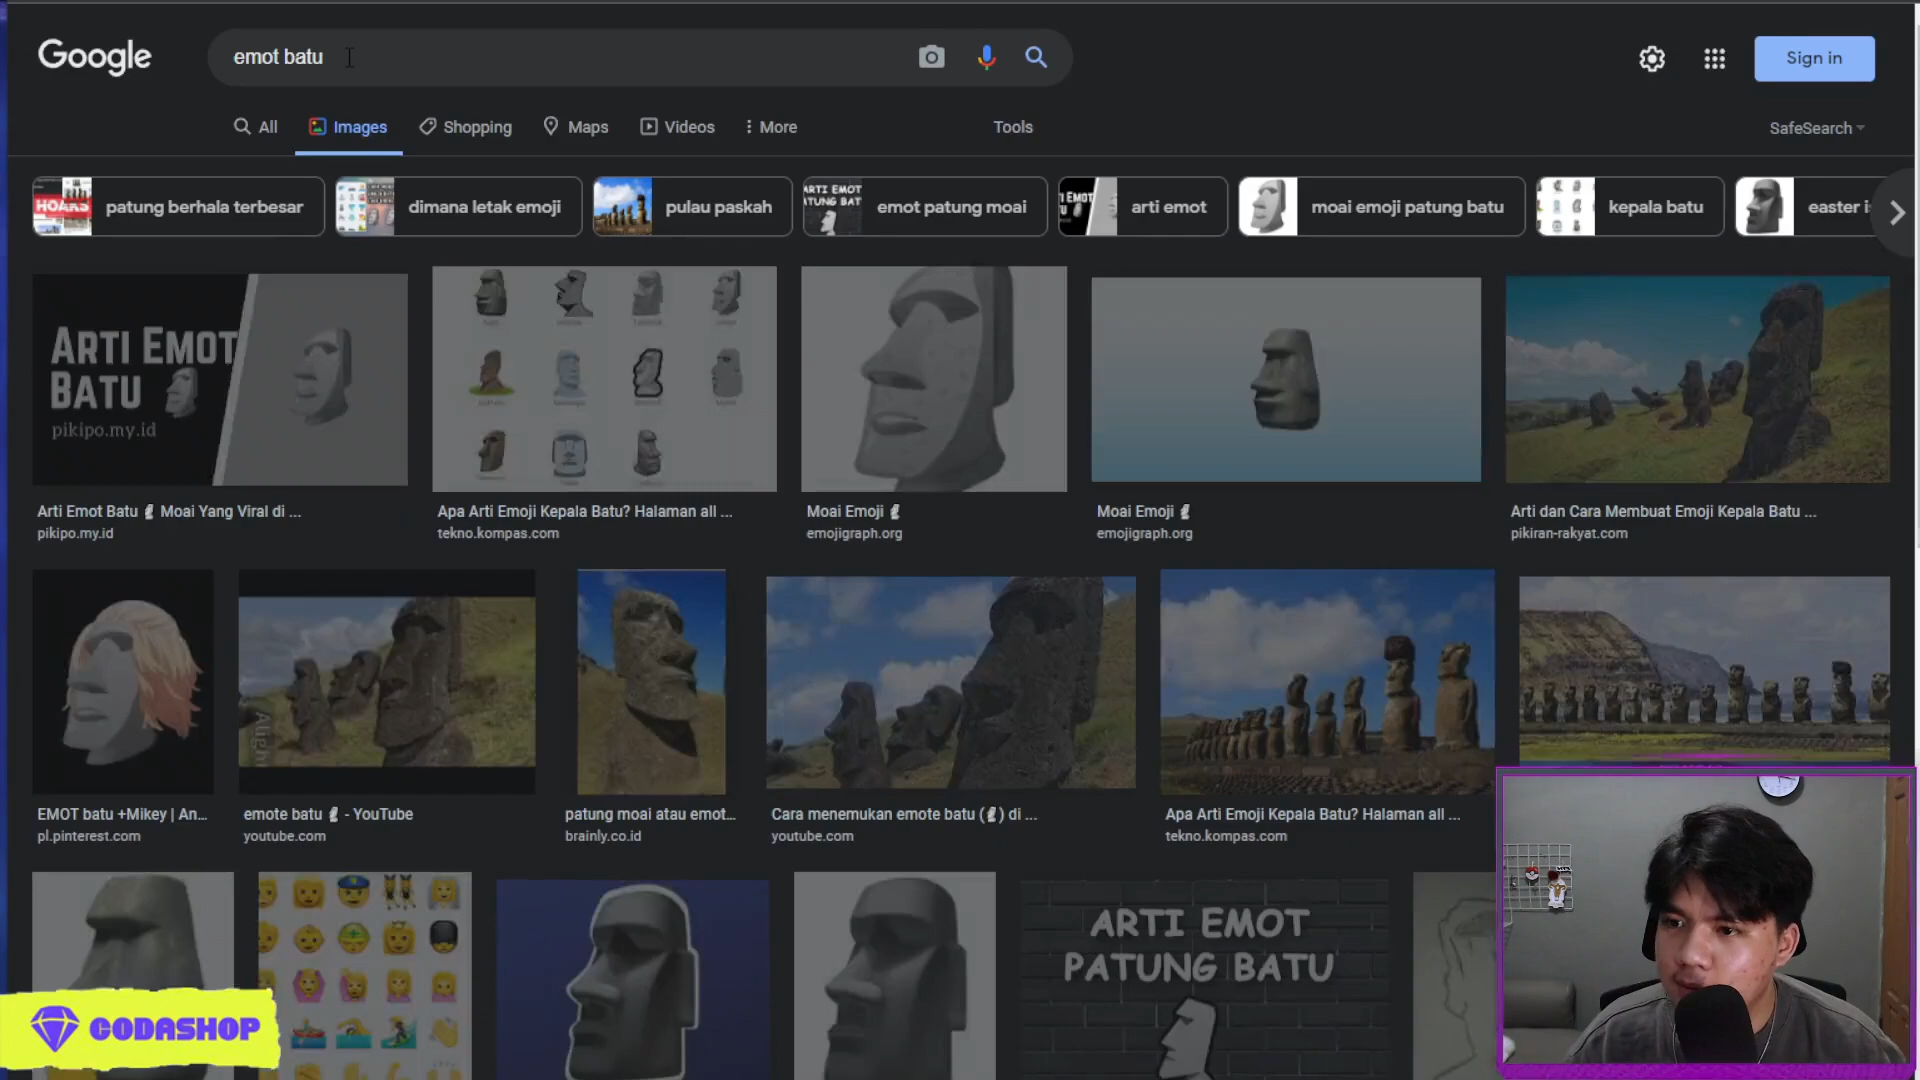 Google
emot batu
Sign in
All
Images
Shopping
Maps
Videos
More
Tools
SafeSearch
HOAKS
patung berhala terbesar
dimana letak emoji
pulau paskah
ARTI EMOT
emot patung moai
arti emot
moai emoji patung batu
kepala batu
easter i
ARTI EMOT
BATU
pikipo.my.id
Arti Emot Batu 🗿 Moai Yang Viral di ...
pikipo.my.id
Apa Arti Emoji Kepala Batu? Halaman all ...
tekno.kompas.com
Moai Emoji 🗿
emojigraph.org
Moai Emoji 🗿
emojigraph.org
Arti dan Cara Membuat Emoji Kepala Batu ...
pikiran-rakyat.com
EMOT batu +Mikey | An...
pl.pinterest.com
emote batu 🗿 - YouTube
youtube.com
patung moai atau emot...
brainly.co.id
Cara menemukan emote batu (🗿) di ...
youtube.com
Apa Arti Emoji Kepala Batu? Halaman all ...
tekno.kompas.com
ARTI EMOT
PATUNG BATU
CODASHOP